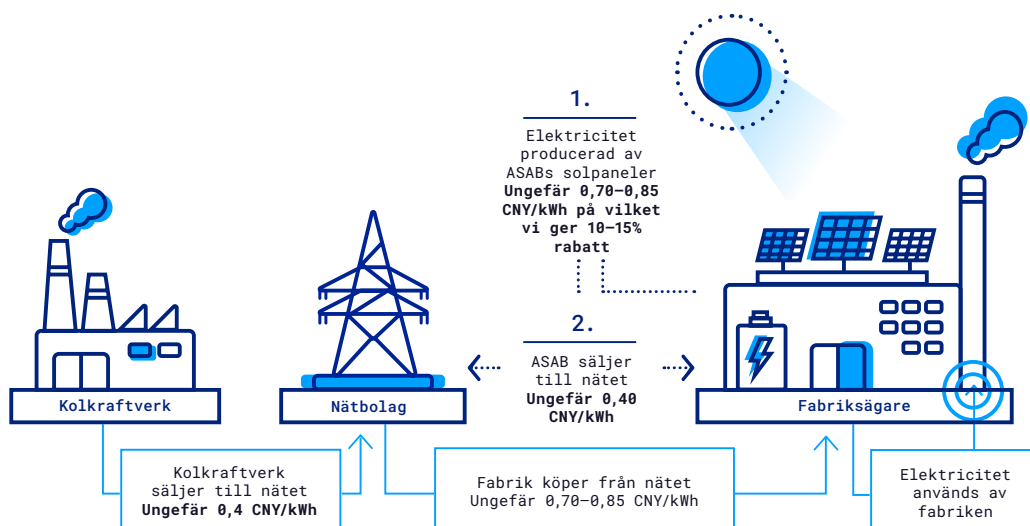 1.
Elektricitet
producerad av
ASABs solpaneler
Ungefär 0,70–0,85
CNY/kWh på vilket
vi ger 10–15%
rabatt
2.
ASAB säljer
till nätet
Ungefär 0,40
CNY/kWh
Kolkraftverk
Nätbolag
Fabriksägare
Kolkraftverk
säljer till nätet
Ungefär 0,4 CNY/kWh
Fabrik köper från nätet
Ungefär 0,70–0,85 CNY/kWh
Elektricitet
används av
fabriken